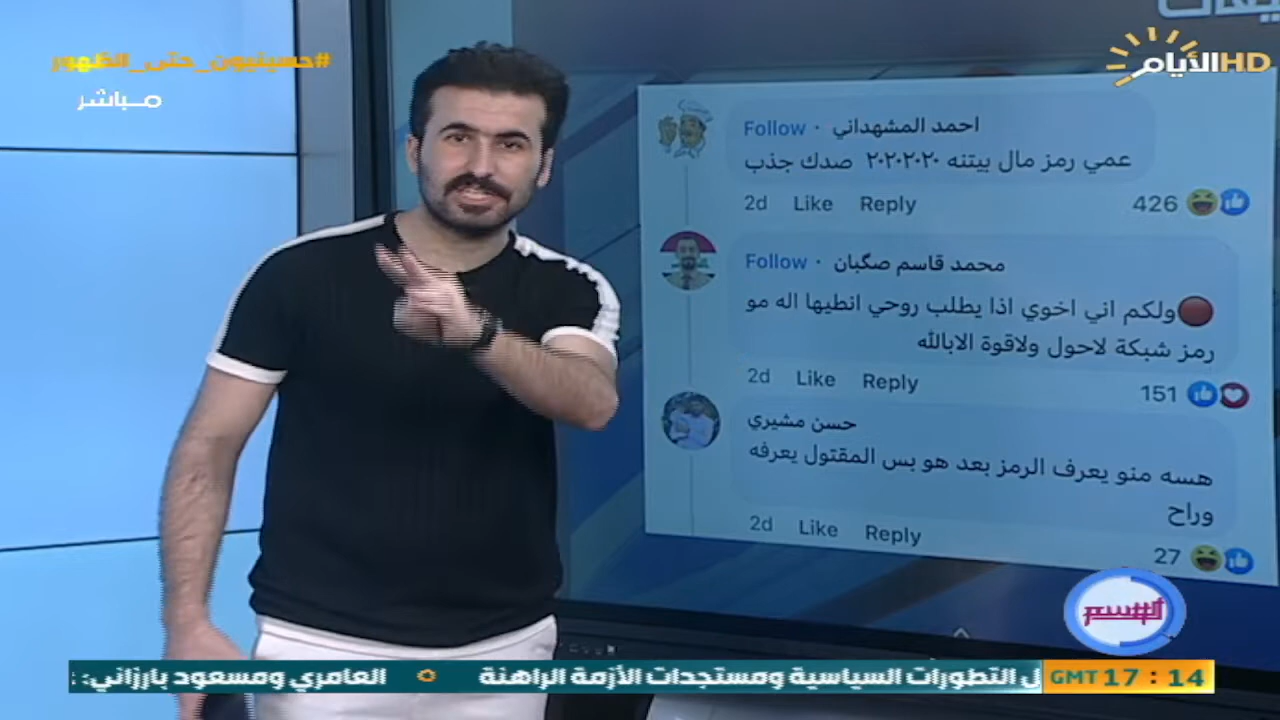 #حسينيون_حتى_الظهور
مباشر
الأيام HD
احمد المشهداني · Follow
عمي رمز مال بيتنه ٢٠٢٠٢٠٢٠ صدك جذب
2d Like Reply 426
محمد قاسم صگبان · Follow
ولكم اني اخوي اذا يطلب روحي انطيها اله مو
رمز شبكة لاحول ولاقوة الابالله
2d Like Reply 151
حسن مشيري
هسه منو يعرف الرمز بعد هو بس المقتول يعرفه
وراح
2d Like Reply 27
ل التطورات السياسية ومستجدات الأزمة الراهنة العامري ومسعود بارزاني:
GMT 17 : 14